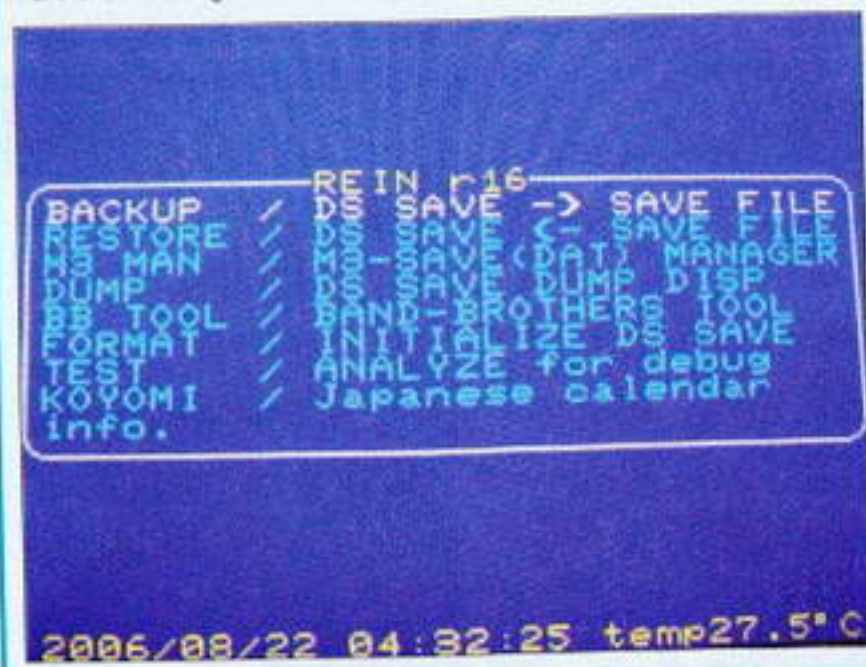 REIN r16
BACKUP / DS SAVE -> SAVE FILE
RESTORE / DS SAVE <- SAVE FILE
M3 MAN / M3-SAVE(DAT) MANAGER
DUMP / DS SAVE DUMP DISP
BB TOOL / BAND-BROTHERS TOOL
FORMAT / INITIALIZE DS SAVE
TEST / ANALYZE for debug
KOYOMI / Japanese calendar
info.
2006/08/22 04:32:25 temp27.5°C